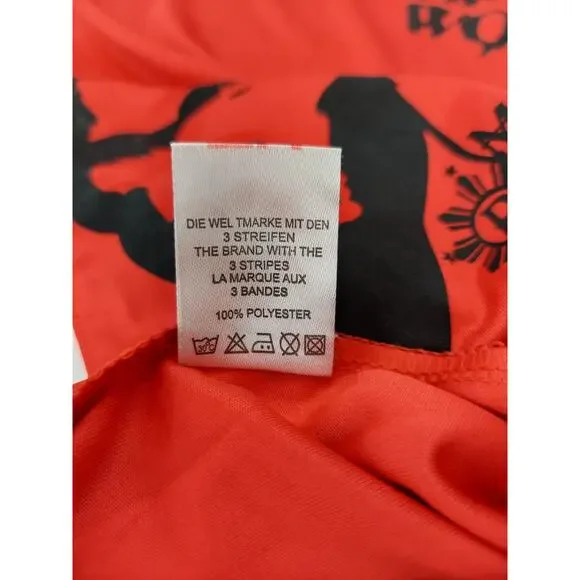 DIE WEL TMARKE MIT DEN
3 STREIFEN
THE BRAND WITH THE
3 STRIPES
LA MARQUE AUX
3 BANDES
100% POLYESTER
30°C